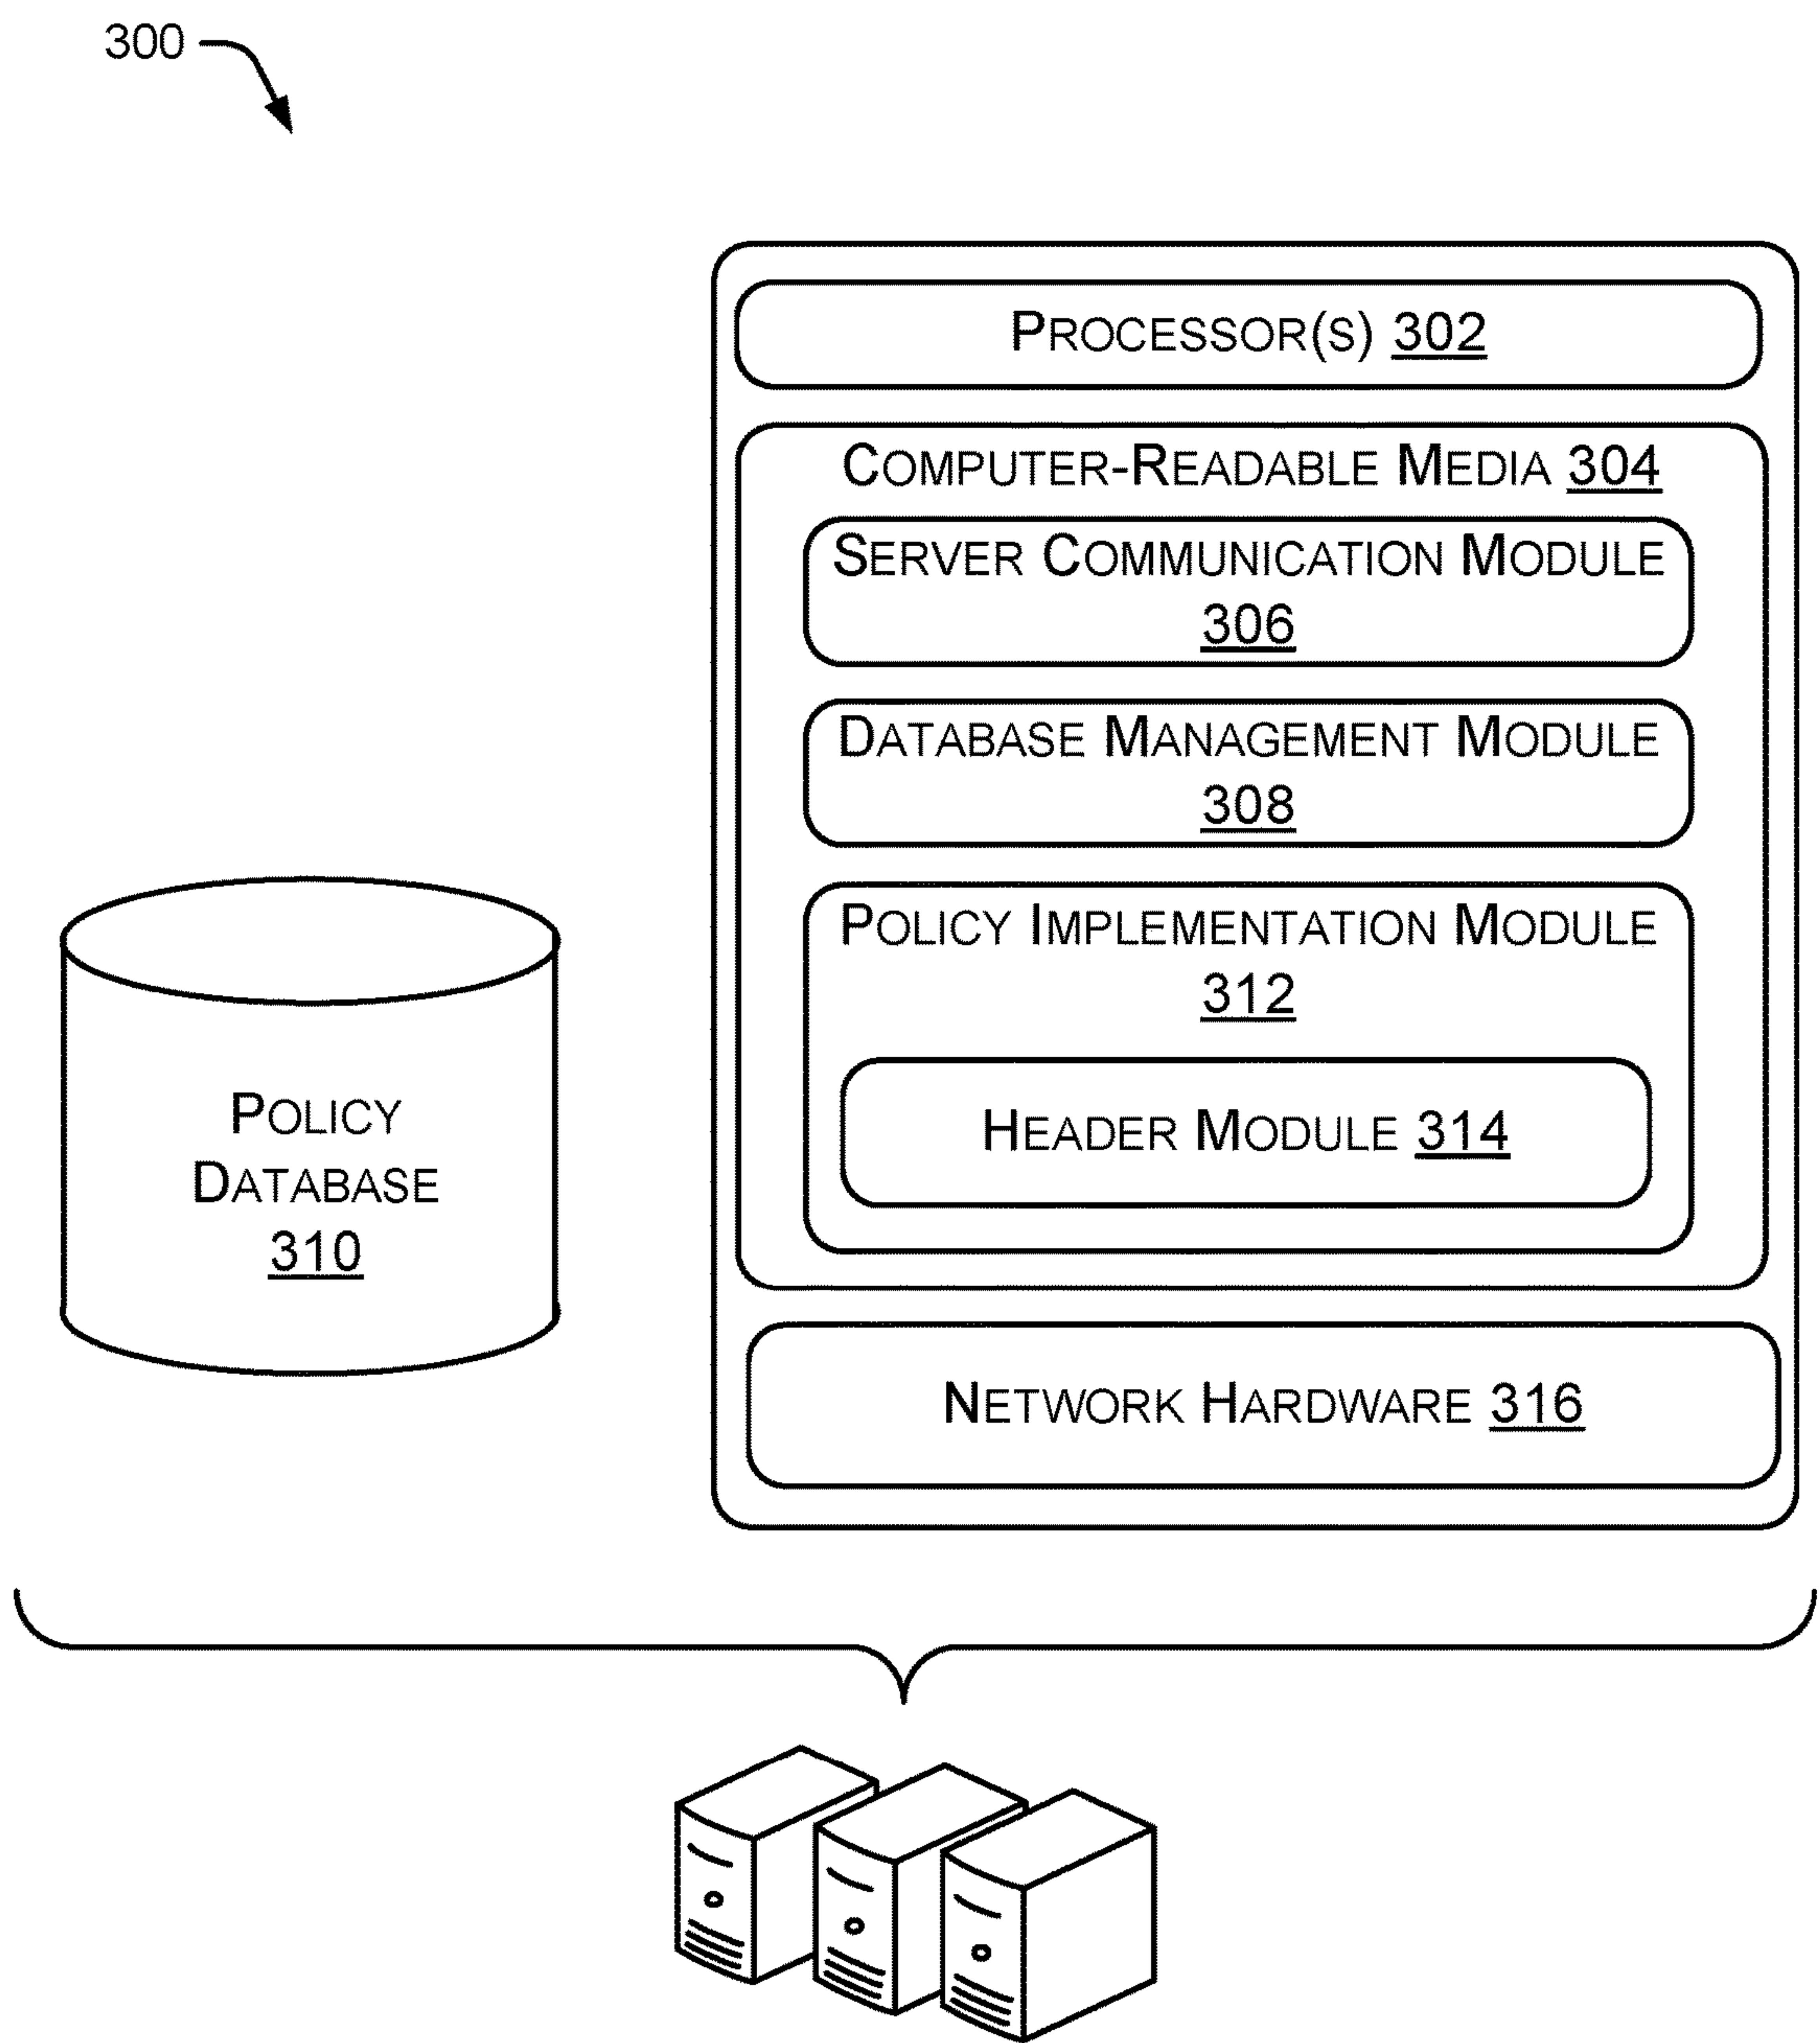 300
PROCESSOR(S) 302
COMPUTER-READABLE MEDIA 304
SERVER COMMUNICATION MODULE
306
DATABASE MANAGEMENT MODULE
308
POLICY IMPLEMENTATION MODULE
312
HEADER MODULE 314
POLICY
DATABASE
310
NETWORK HARDWARE 316